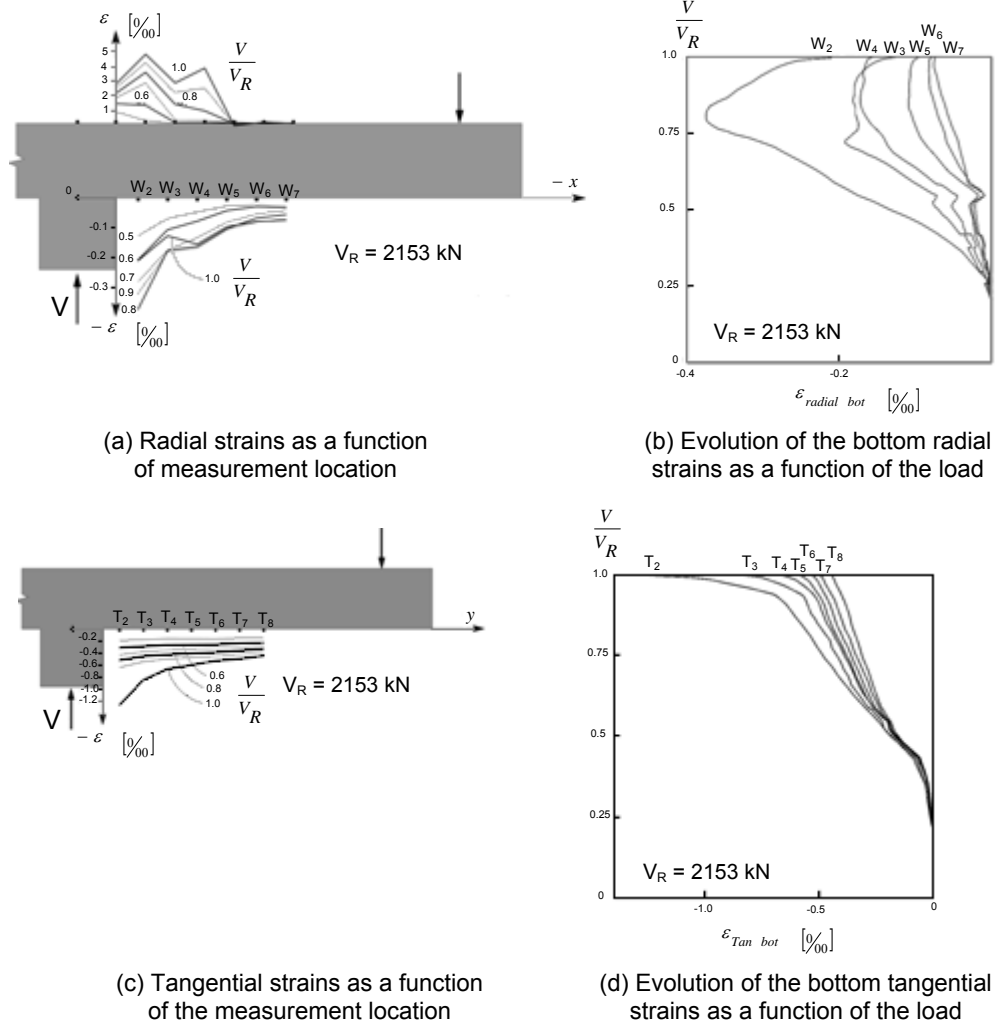 ε [‰]
5
4
3
2
1
V/V_R
1.0
0.6
0.8
0
W2 W3 W4 W5 W6 W7
– x
-0.1
-0.2
-0.3
0.5
0.6
0.7
0.9
0.8
1.0
V/V_R
V_R = 2153 kN
V
– ε [‰]
(a) Radial strains as a function
of measurement location
V/V_R
W2 W4 W3 W5 W6 W7
1.0
0.75
0.5
0.25
0
V_R = 2153 kN
-0.4 -0.2
ε radial bot [‰]
(b) Evolution of the bottom radial
strains as a function of the load
T2 T3 T4 T5 T6 T7 T8
y
-0.2
-0.4
-0.6
-0.8
-1.0
-1.2
0.6
0.8
1.0
V/V_R
V_R = 2153 kN
V
– ε [‰]
(c) Tangential strains as a function
of the measurement location
V/V_R
T2 T3 T4 T5 T6 T7 T8
1.0
0.75
0.5
0.25
0
V_R = 2153 kN
-1.0 -0.5 0
ε Tan bot [‰]
(d) Evolution of the bottom tangential
strains as a function of the load